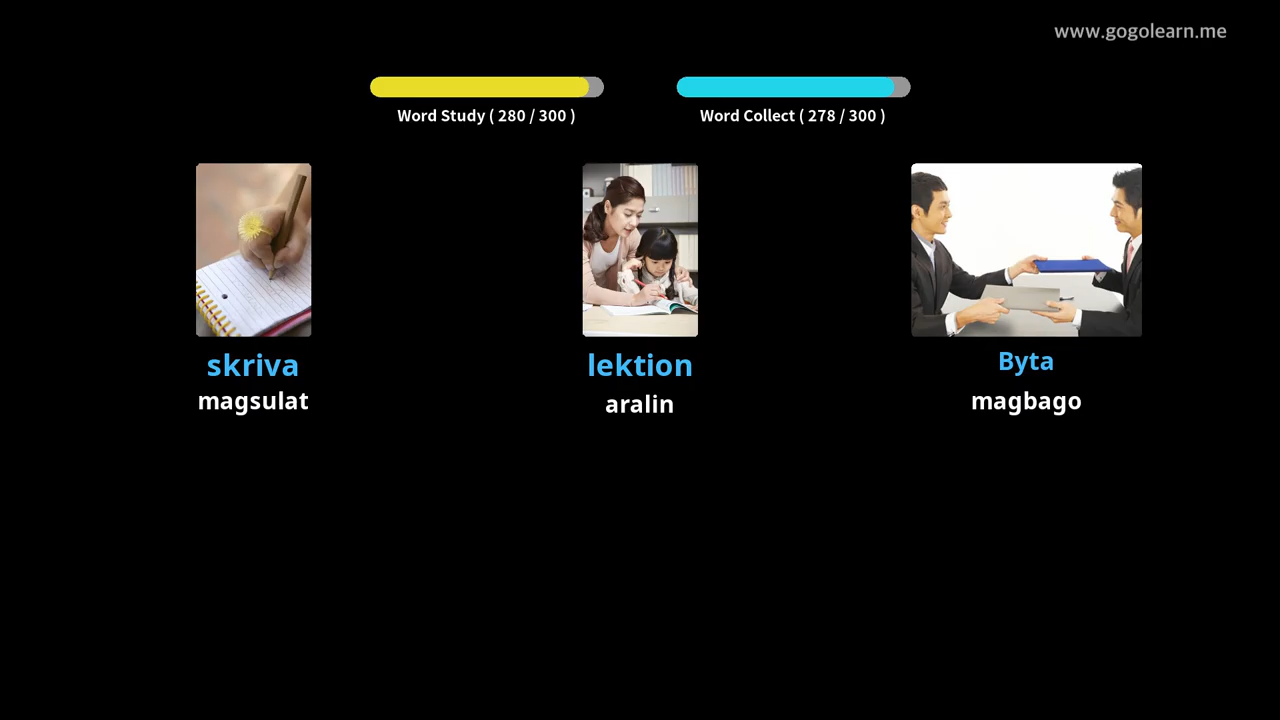 www.gogolearn.me
Word Study ( 280 / 300 )
Word Collect ( 278 / 300 )
skriva
magsulat
lektion
aralin
Byta
magbago